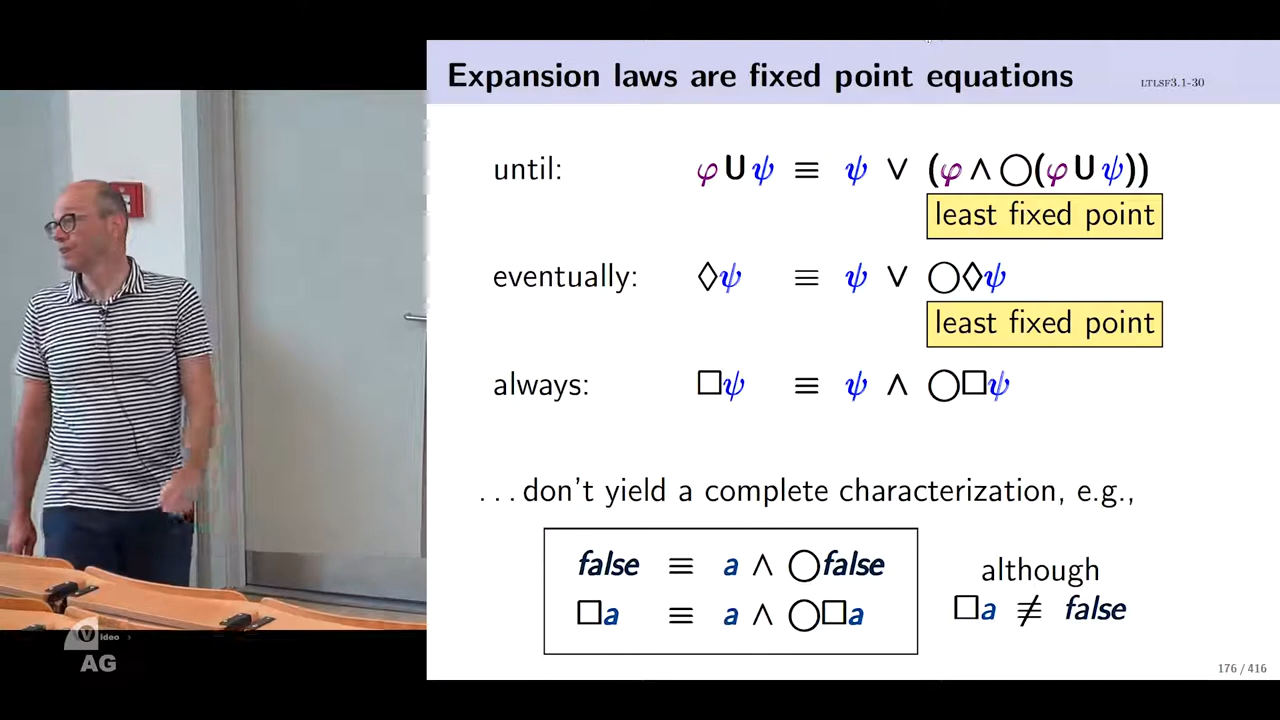 Expansion laws are fixed point equations
LTLSF3.1-30
until: φ U ψ ≡ ψ ∨ (φ ∧ ◯(φ U ψ))
least fixed point
eventually: ◊ψ ≡ ψ ∨ ◯◊ψ
least fixed point
always: □ψ ≡ ψ ∧ ◯□ψ
...don't yield a complete characterization, e.g.,
false ≡ a ∧ ◯false
□a ≡ a ∧ ◯□a
although
□a ≢ false
176 / 416
Video
AG